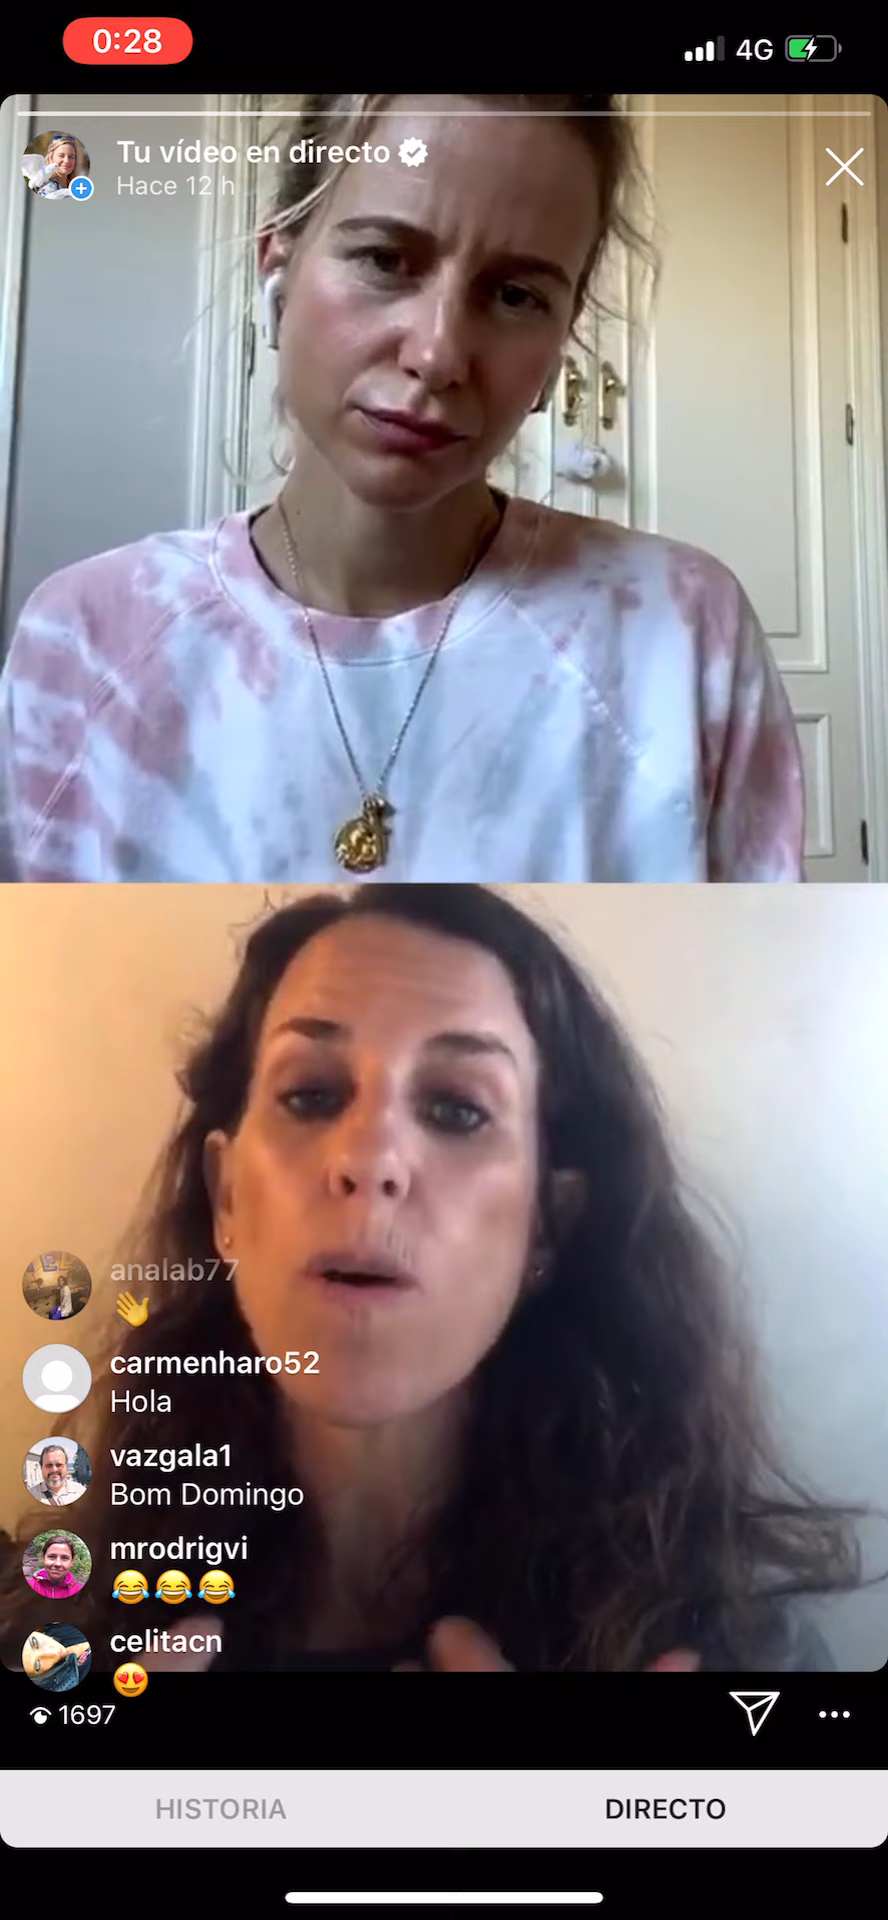 0:28
4G
Tu vídeo en directo
Hace 12 h
analab77
👋
carmenharo52
Hola
vazgala1
Bom Domingo
mrodrigvi
😂😂😂
celitacn
😍
1697
HISTORIA
DIRECTO